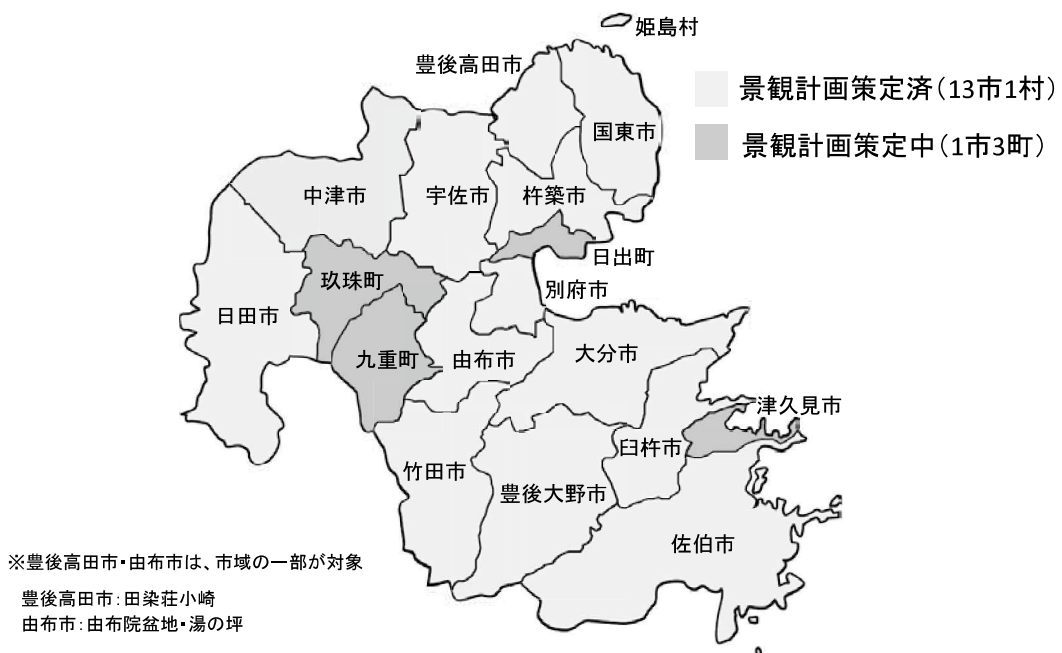 姫島村
豊後高田市
景観計画策定済（13市1村）
国東市
景観計画策定中（1市3町）
中津市
宇佐市
杵築市
日出町
玖珠町
別府市
日田市
九重町
由布市
大分市
津久見市
臼杵市
竹田市
豊後大野市
佐伯市
※豊後高田市・由布市は、市域の一部が対象
豊後高田市：田染荘小崎
由布市：由布院盆地・湯の坪